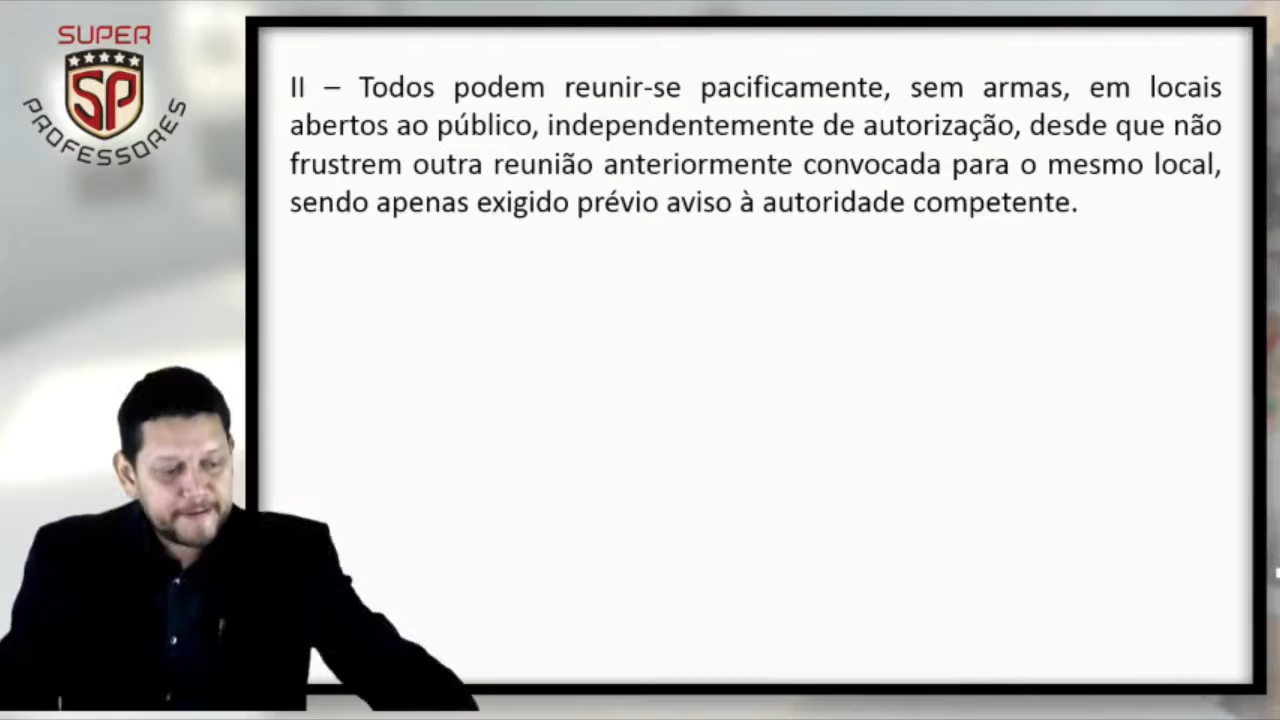 SUPER
SP
PROFESSORES
II – Todos podem reunir-se pacificamente, sem armas, em locais
abertos ao público, independentemente de autorização, desde que não
frustrem outra reunião anteriormente convocada para o mesmo local,
sendo apenas exigido prévio aviso à autoridade competente.